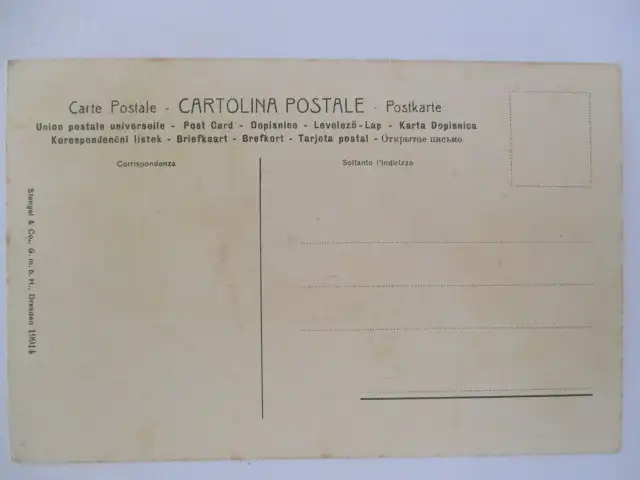 Carte Postale - CARTOLINA POSTALE - Postkarte
Union postale universelle - Post Card - Dopisnice - Levelező-Lap - Karta Dopisnica
Korespondenční lístek - Briefkaart - Brefkort - Tarjeta postal - Открытое письмо
Corrispondenza
Soltanto l'indirizzo
Stengel & Co., G. m. b. H., Dresden 19914